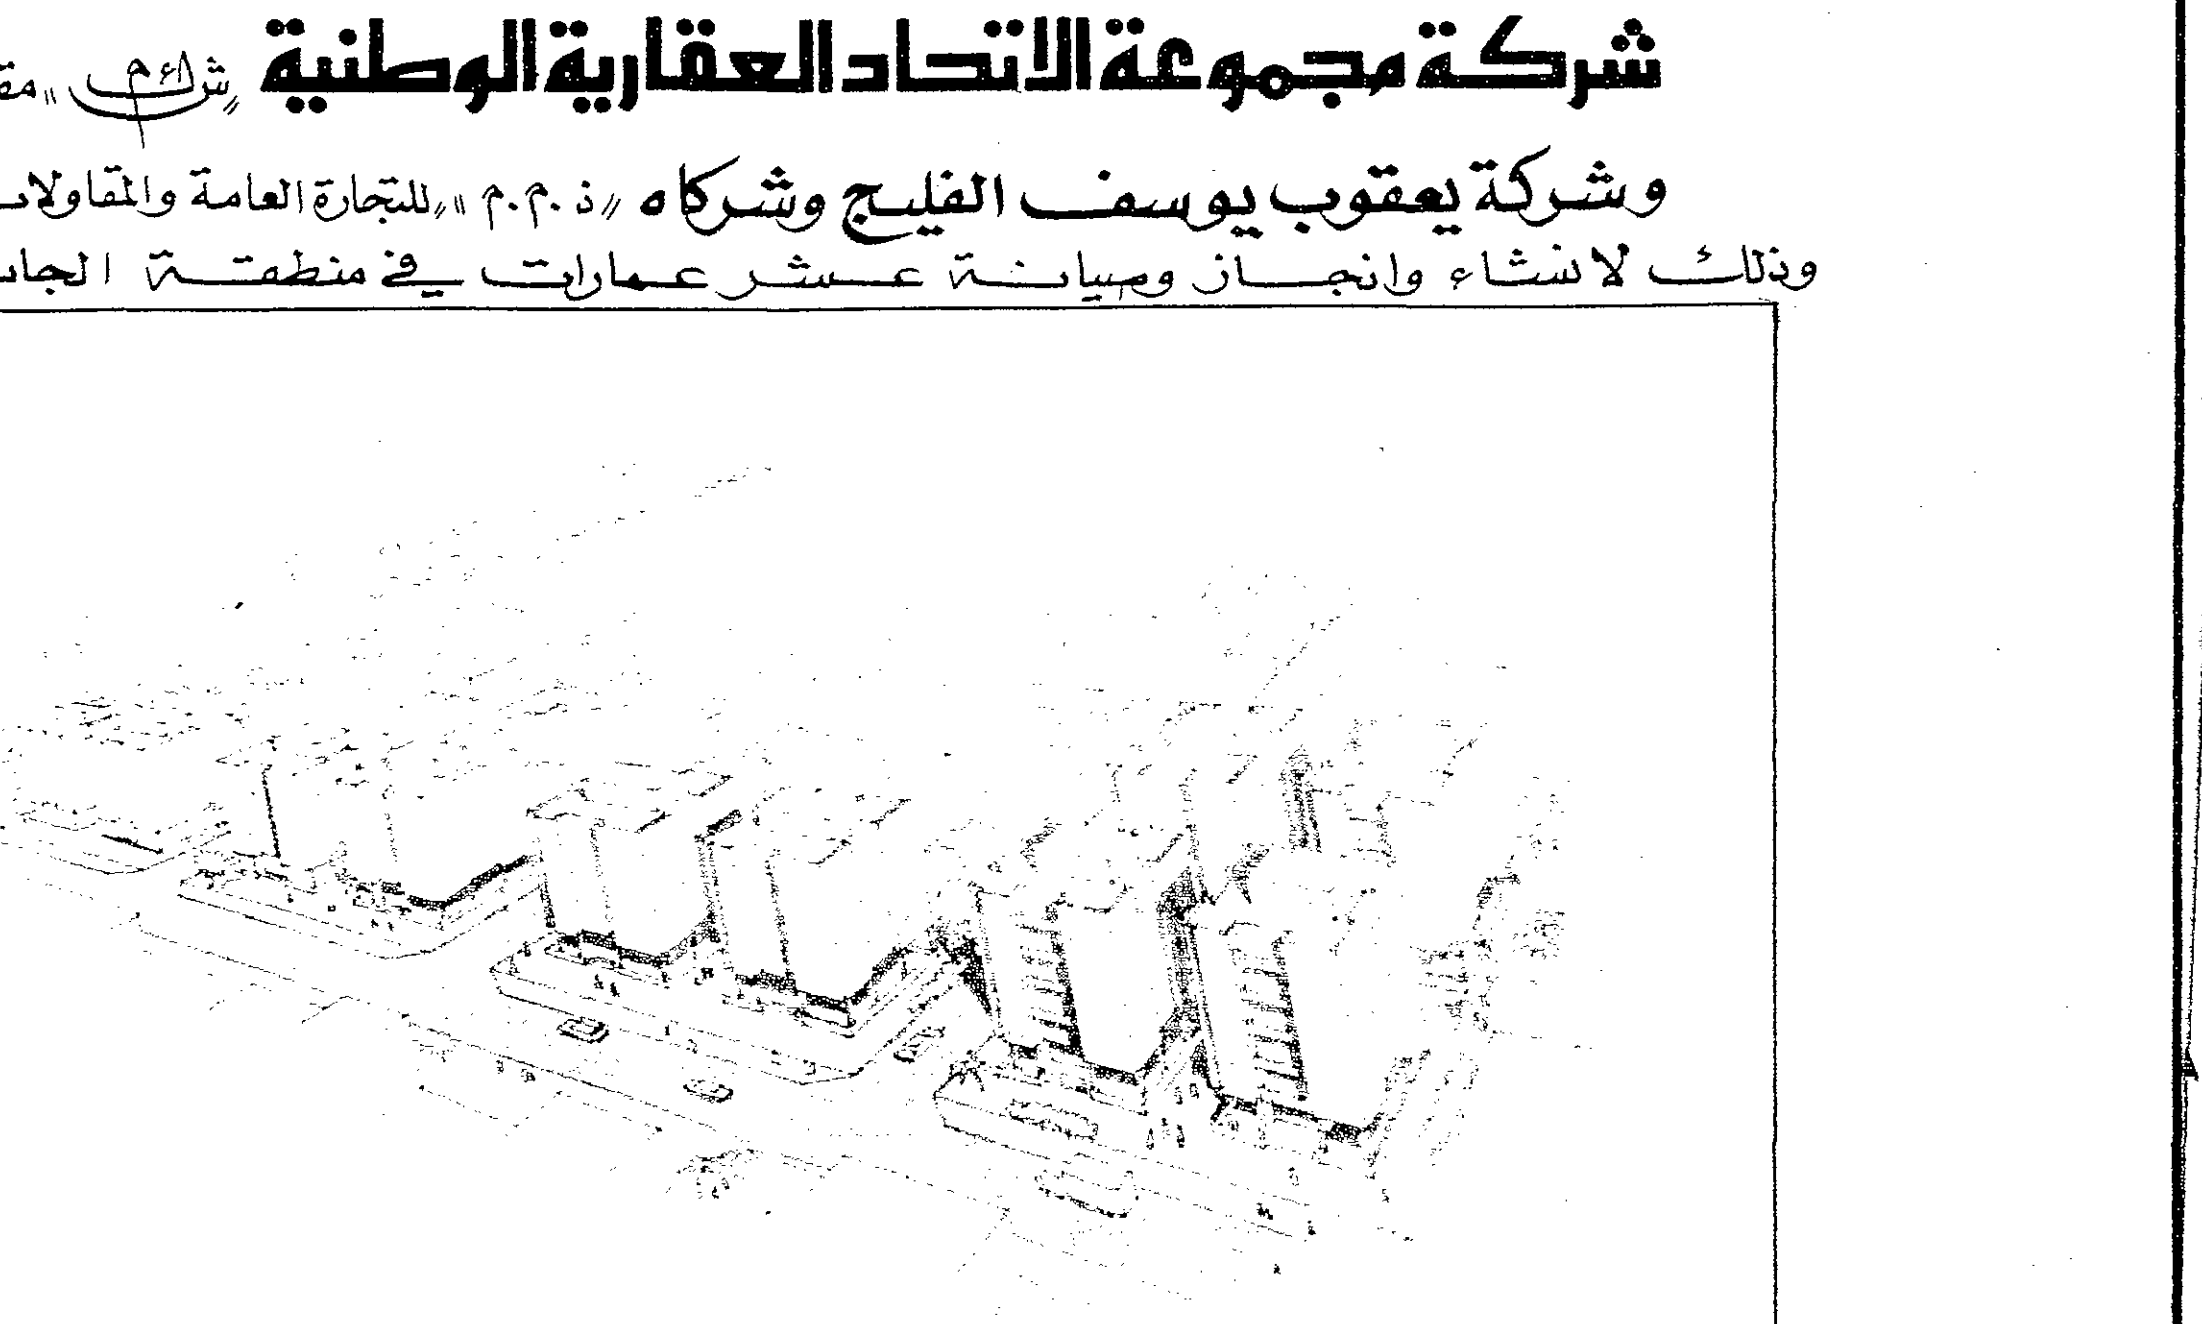 شركة مجموعة الاتحاد العقارية الوطنية "ش.م.ك"
وشركة يعقوب يوسف الفليج وشركاه "ذ.م.م" "للتجارة العامة والمقاولات
وذلك لانشاء وانجاز وصيانة عشر عمارات في منطقة